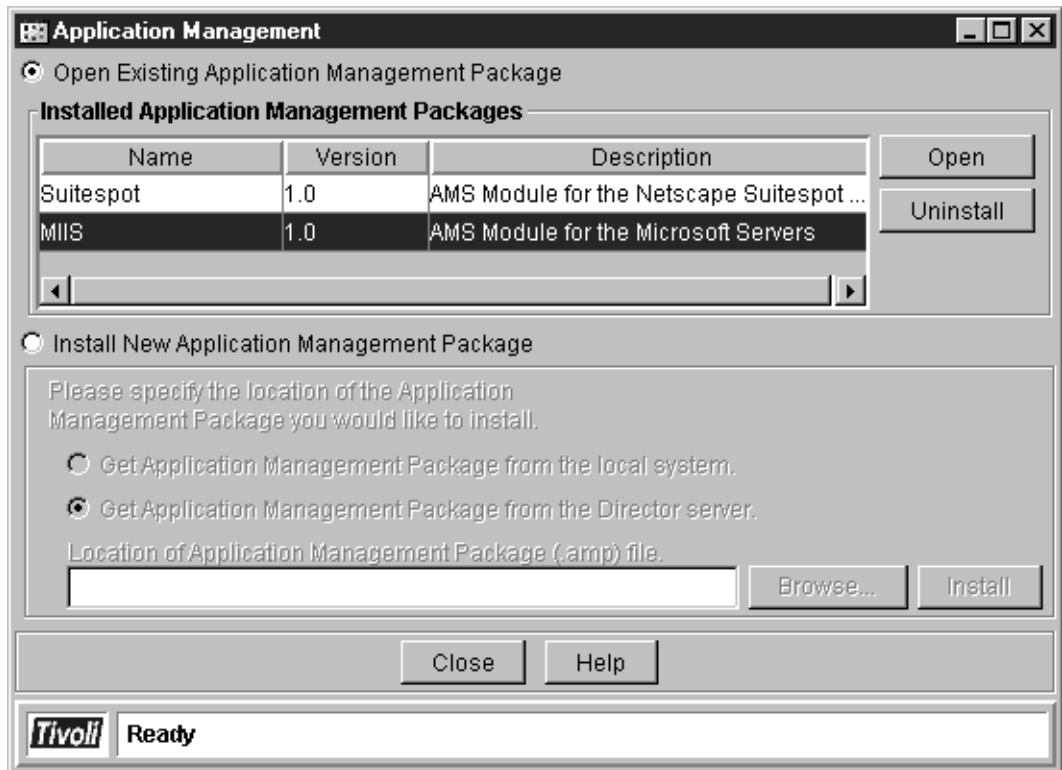 Application Management
Open Existing Application Management Package
Installed Application Management Packages
Name Version Description
Open
Suitespot 1.0 AMS Module for the Netscape Suitespot ...
Uninstall
MIIS 1.0 AMS Module for the Microsoft Servers
Install New Application Management Package
Please specify the location of the Application
Management Package you would like to install.
Get Application Management Package from the local system.
Get Application Management Package from the Director server.
Location of Application Management Package (.amp) file.
Browse... Install
Close Help
Tivoli Ready